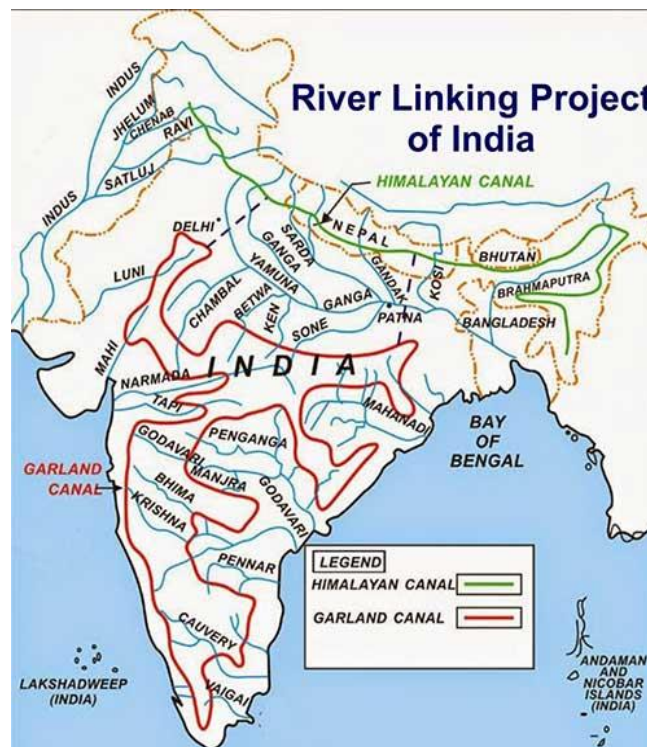 River Linking Project
of India
INDUS
JHELUM
CHENAB
RAVI
SATLUJ
INDUS
HIMALAYAN CANAL
NEPAL
DELHI
SARDA
GANGA
YAMUNA
GANDAK
KOSI
BHUTAN
BRAHMAPUTRA
LUNI
CHAMBAL
BETWA
KEN
SONE
GANGA
PATNA
BANGLADESH
MAHI
INDIA
NARMADA
TAPI
MAHANADI
BAY
OF
BENGAL
GODAVARI
PENGANGA
MANJRA
GODAVARI
GARLAND
CANAL
BHIMA
KRISHNA
PENNAR
LEGEND
HIMALAYAN CANAL
GARLAND CANAL
CAUVERY
VAIGAI
LAKSHADWEEP
(INDIA)
ANDAMAN
AND
NICOBAR
ISLANDS
(INDIA)